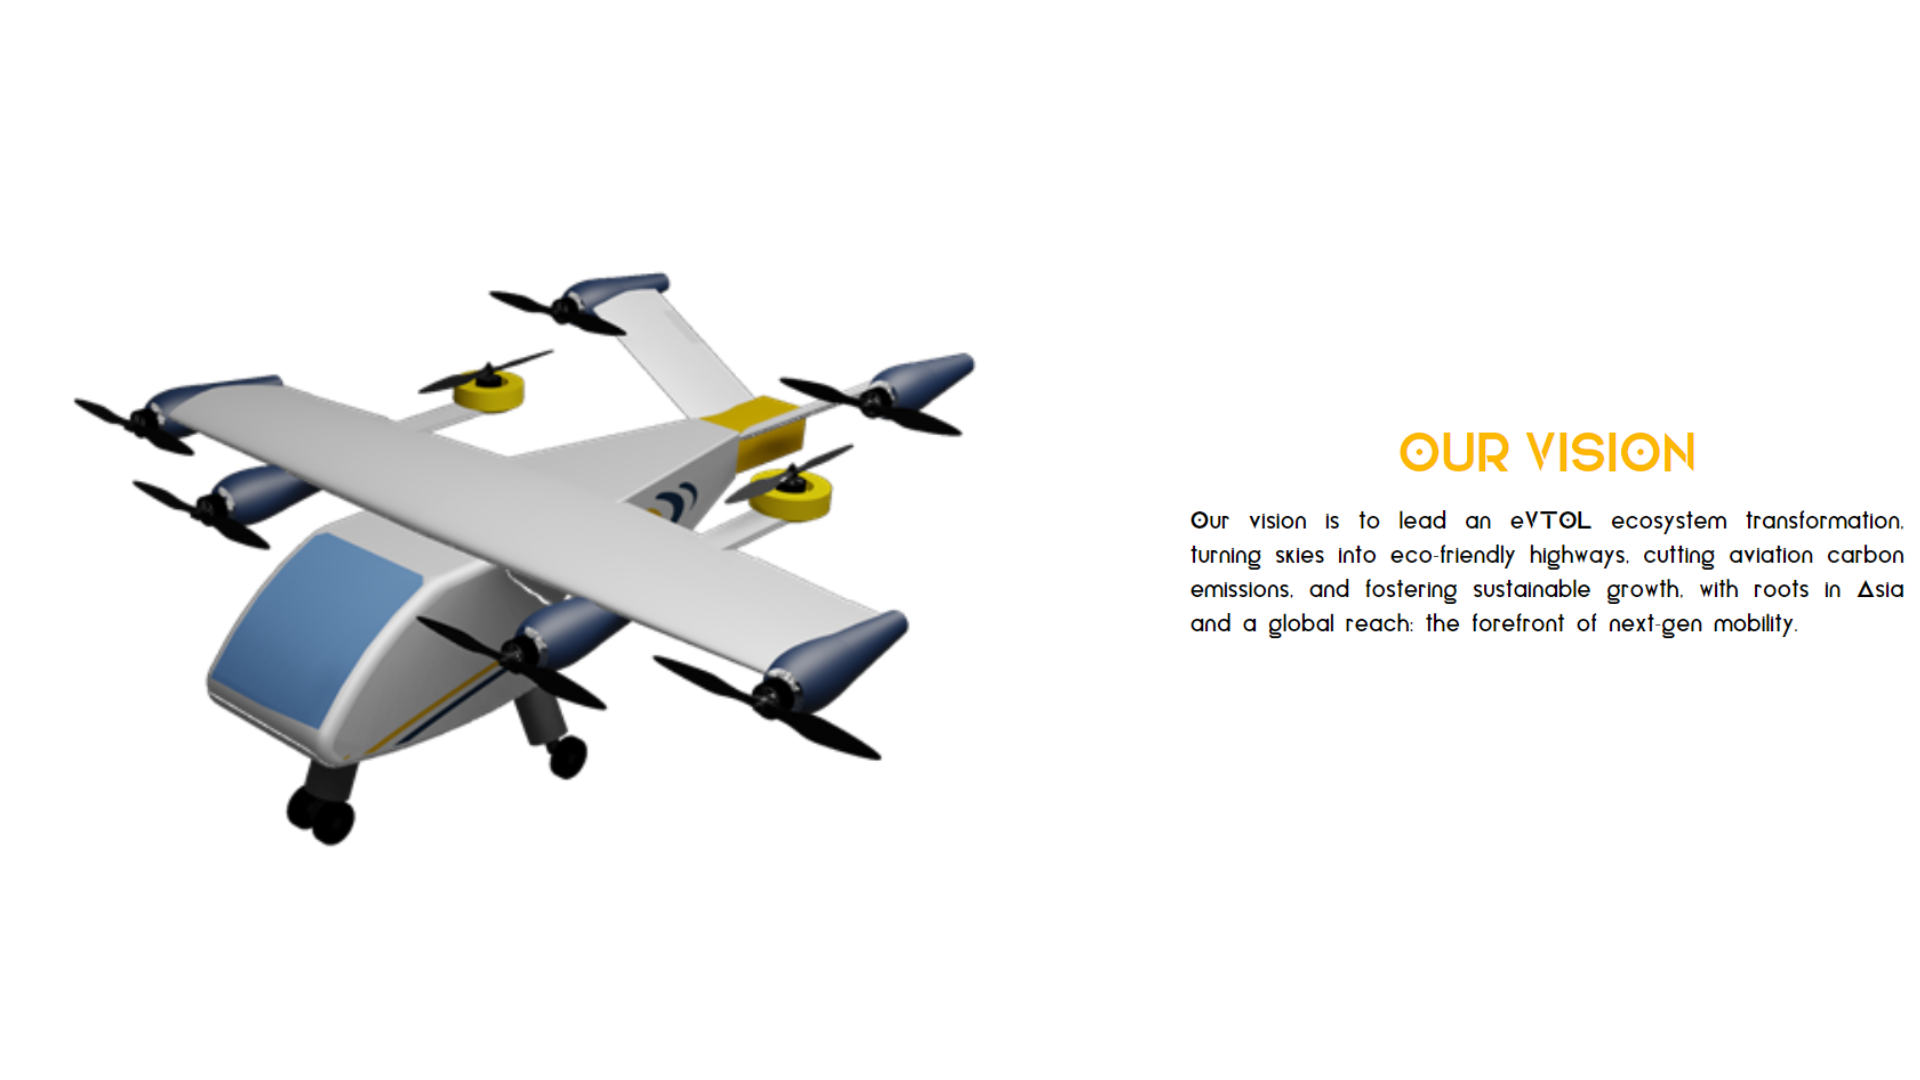 OUR VISION
Our vision is to lead an eVTOL ecosystem transformation,
turning skies into eco-friendly highways, cutting aviation carbon
emissions, and fostering sustainable growth, with roots in Asia
and a global reach: the forefront of next-gen mobility.